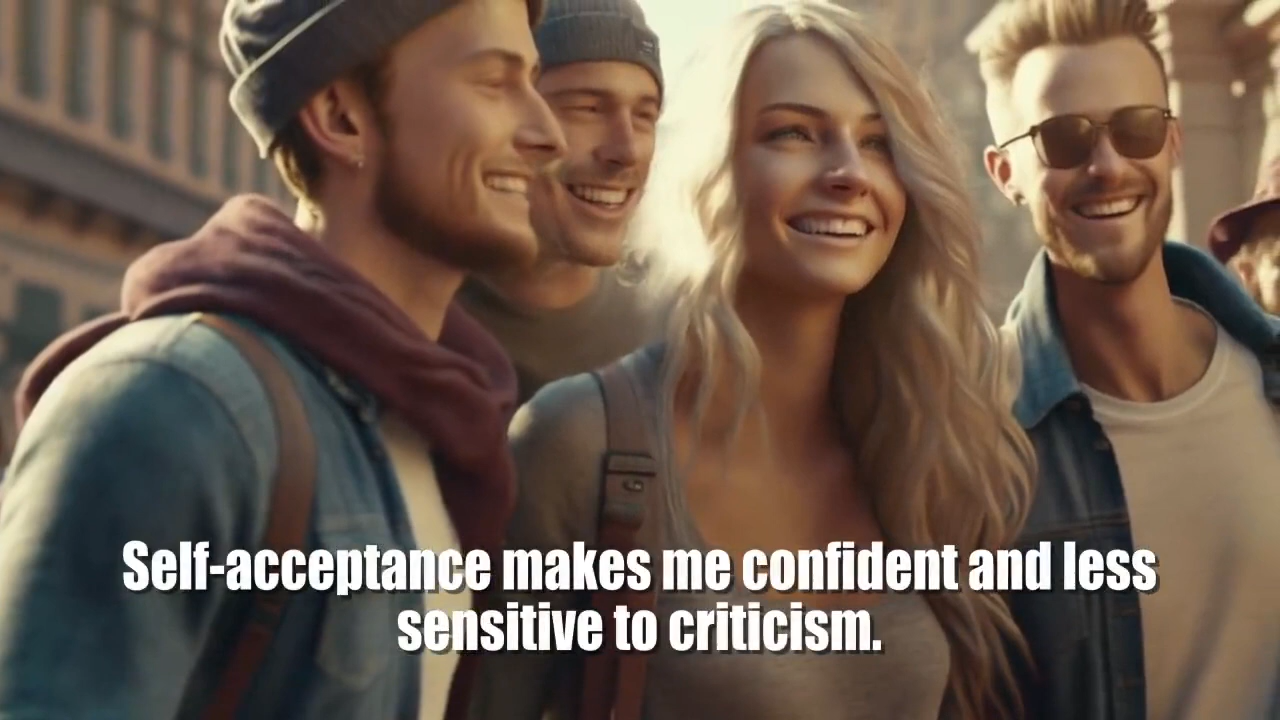 Self-acceptance makes me confident and less
sensitive to criticism.